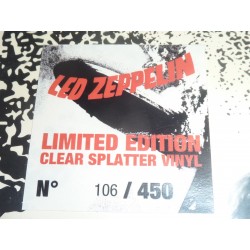 LED ZEPPELIN
LIMITED EDITION
CLEAR SPLATTER VINYL
N° 106 / 450